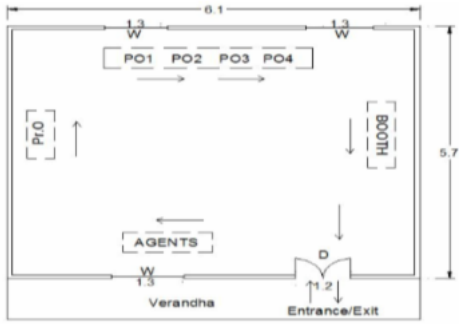 6.1
1.3
W
1.3
W
PO1 PO2 PO3 PO4
Pr.O
BOOTH
5.7
AGENTS
W
1.3
D
1.2
Verandha
Entrance/Exit